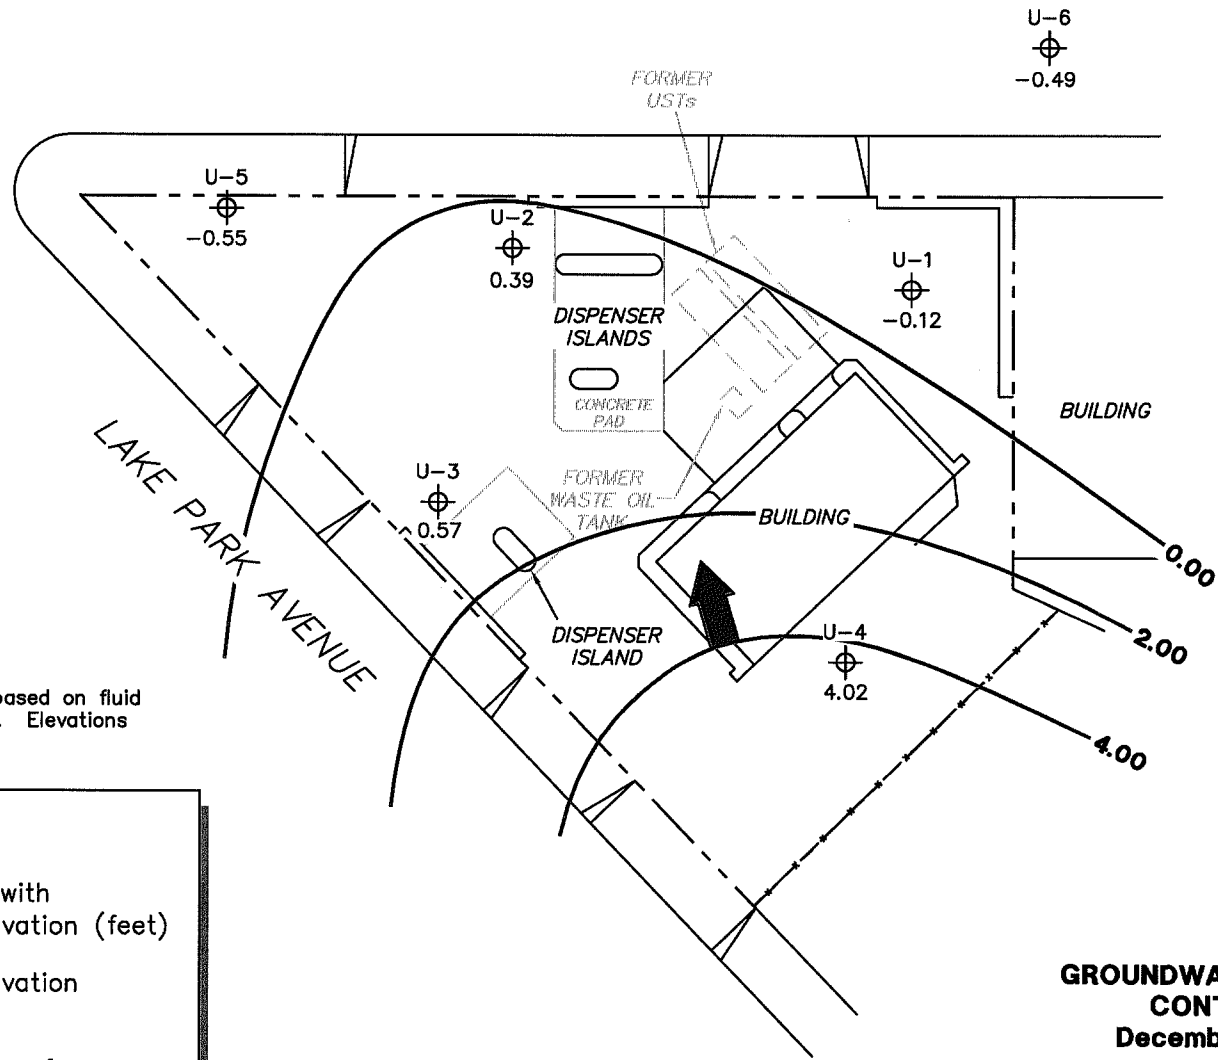 U-6
-0.49
FORMER
USTs
U-5
-0.55
U-2
0.39
U-1
-0.12
DISPENSER
ISLANDS
CONCRETE
PAD
BUILDING
LAKE PARK AVENUE
U-3
0.57
FORMER
WASTE OIL
TANK
BUILDING
0.00
DISPENSER
ISLAND
U-4
4.02
2.00
4.00
based on fluid
. Elevations
with
vation (feet)
vation
GROUNDWA
CONT
Decemb